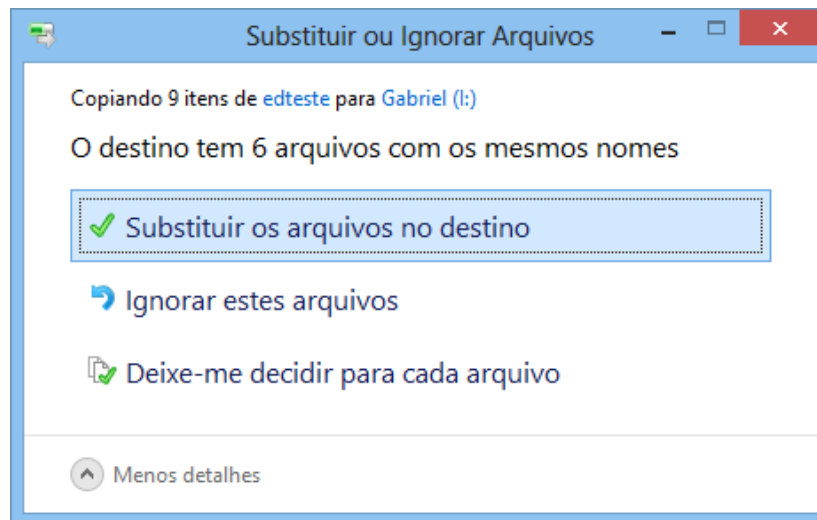 Substituir ou Ignorar Arquivos
Copiando 9 itens de edteste para Gabriel (I:)
O destino tem 6 arquivos com os mesmos nomes
Substituir os arquivos no destino
Ignorar estes arquivos
Deixe-me decidir para cada arquivo
Menos detalhes